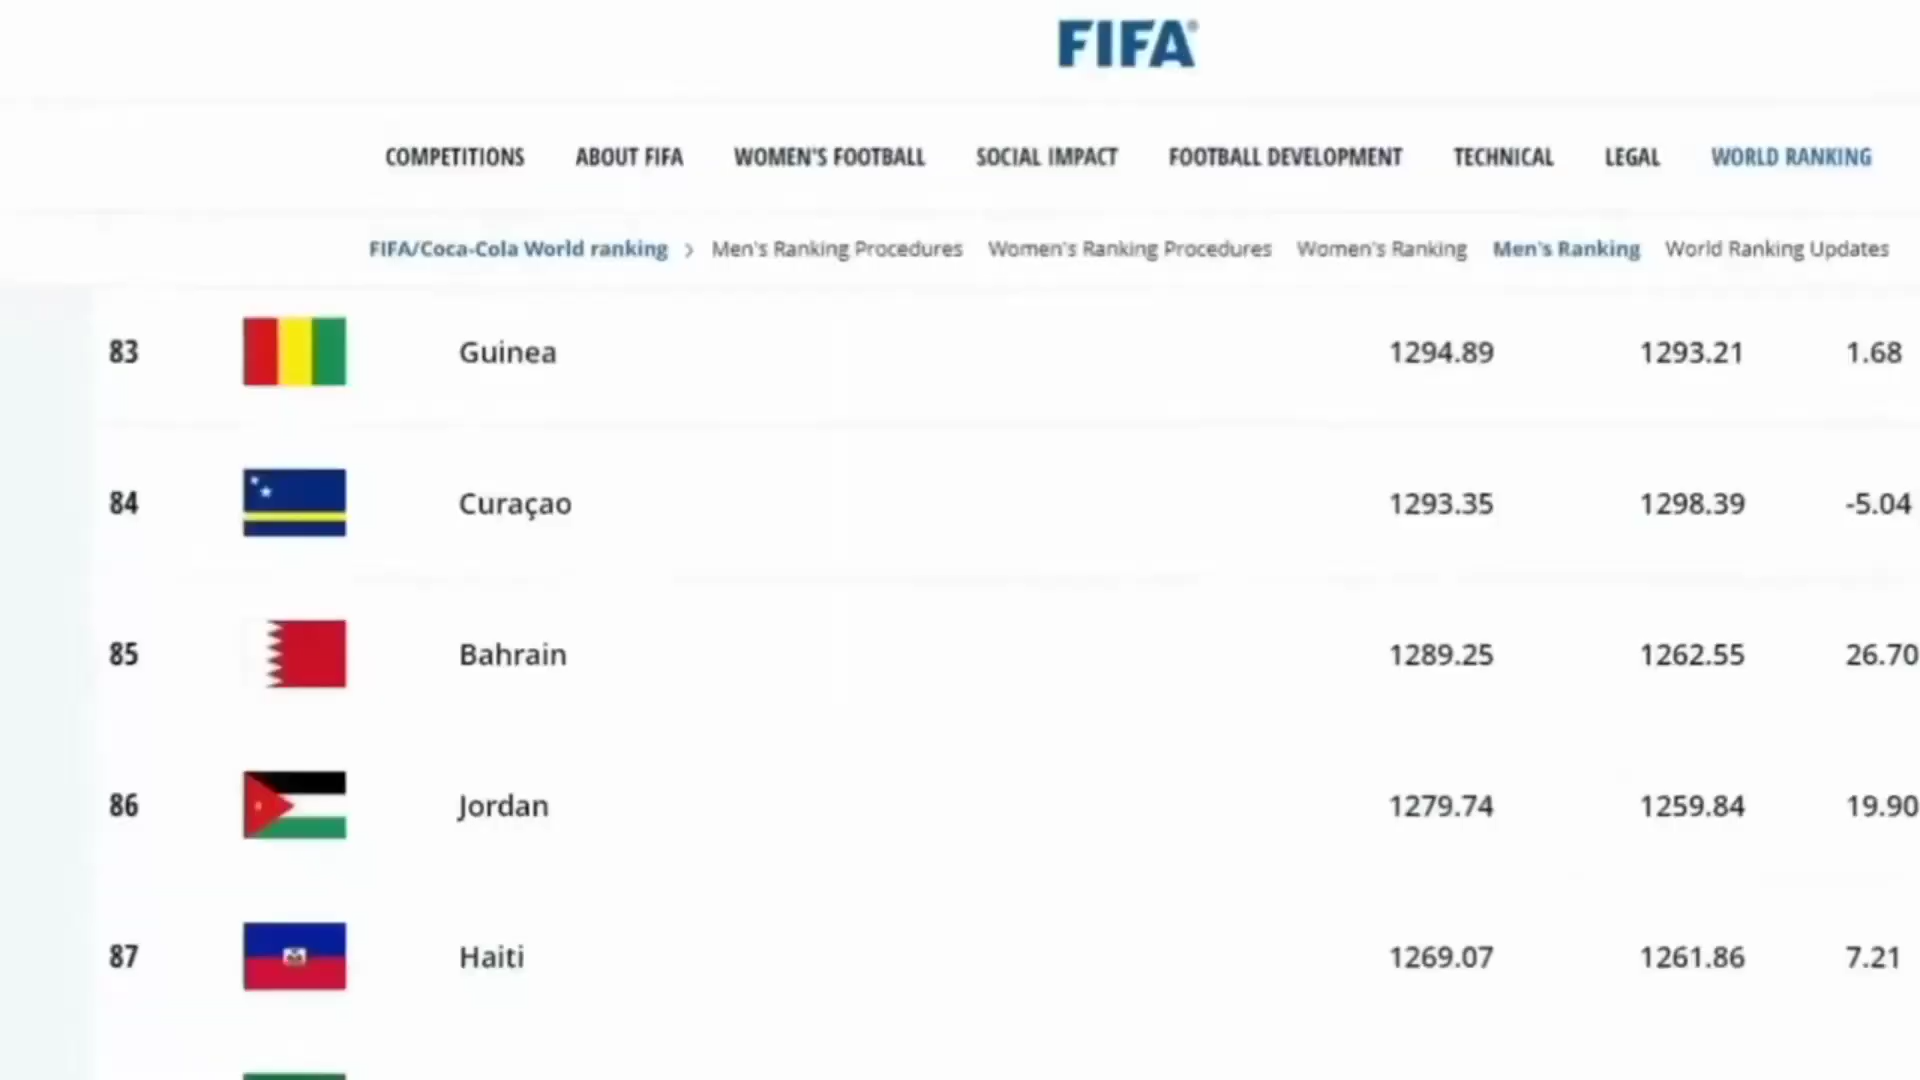 FIFA®
COMPETITIONS ABOUT FIFA WOMEN'S FOOTBALL SOCIAL IMPACT FOOTBALL DEVELOPMENT TECHNICAL LEGAL WORLD RANKING
FIFA/Coca-Cola World ranking > Men's Ranking Procedures Women's Ranking Procedures Women's Ranking Men's Ranking World Ranking Updates
83 Guinea 1294.89 1293.21 1.68
84 Curaçao 1293.35 1298.39 -5.04
85 Bahrain 1289.25 1262.55 26.70
86 Jordan 1279.74 1259.84 19.90
87 Haiti 1269.07 1261.86 7.21